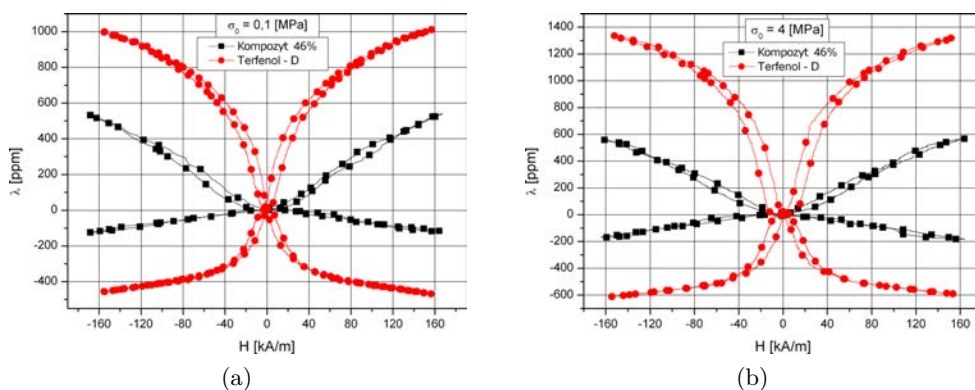 σ₀ = 0,1 [MPa]
Kompozyt 46%
Terfenol - D
1000
800
600
400
200
0
-200
-400
λ [ppm]
-160 -120 -80 -40 0 40 80 120 160
H [kA/m]
(a)
σ₀ = 4 [MPa]
Kompozyt 46%
Terfenol - D
1400
1200
1000
800
600
400
200
0
-200
-400
-600
λ [ppm]
-160 -120 -80 -40 0 40 80 120 160
H [kA/m]
(b)